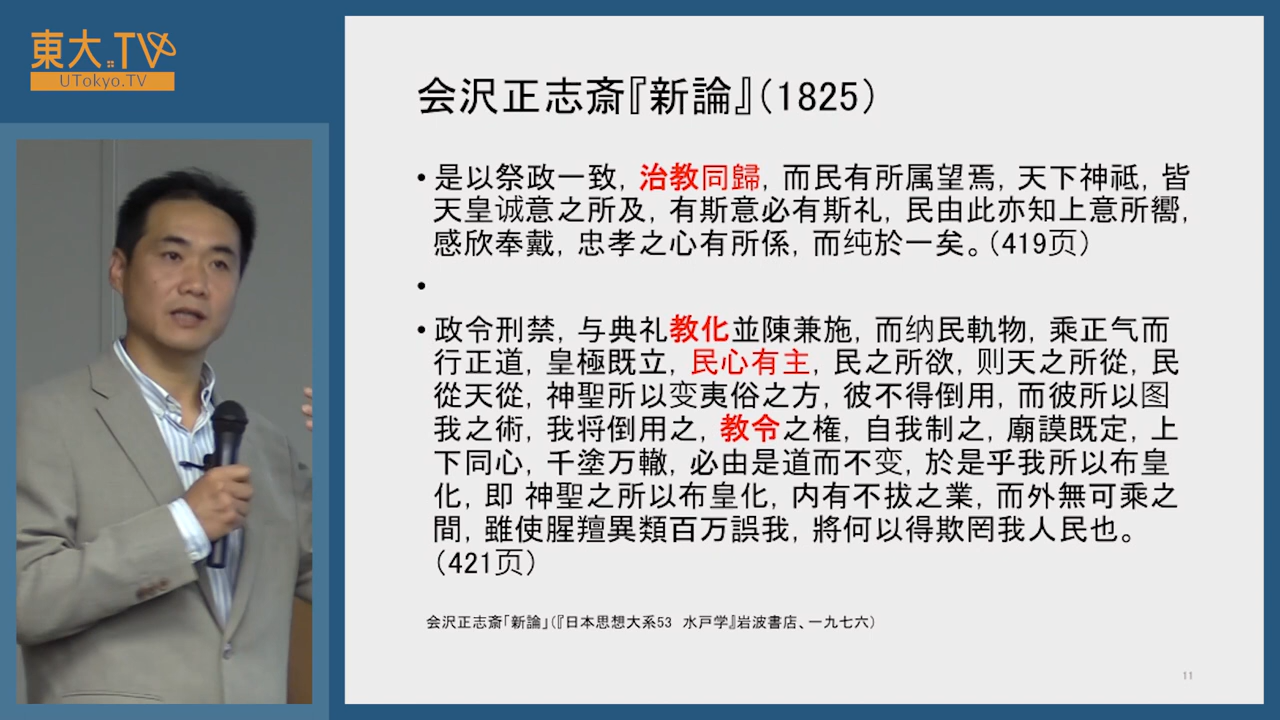 東大.TV
UTokyo.TV
会沢正志斎『新論』(1825)
• 是以祭政一致, 治教同歸, 而民有所属望焉, 天下神祇, 皆
天皇诚意之所及, 有斯意必有斯礼, 民由此亦知上意所嚮,
感欣奉戴, 忠孝之心有所係, 而纯於一矣。(419页)
•
• 政令刑禁, 与典礼教化並陳兼施, 而纳民軌物, 乘正气而
行正道, 皇極既立, 民心有主, 民之所欲, 则天之所從, 民
從天從, 神聖所以变夷俗之方, 彼不得倒用, 而彼所以图
我之術, 我将倒用之, 教令之権, 自我制之, 廟謨既定, 上
下同心, 千塗万轍, 必由是道而不变, 於是乎我所以布皇
化, 即 神聖之所以布皇化, 内有不拔之業, 而外無可乘之
間, 雖使腥羶異類百万誤我, 將何以得欺罔我人民也。
(421页)
会沢正志斎「新論」(『日本思想大系53 水戸学』岩波書店、一九七六)
11